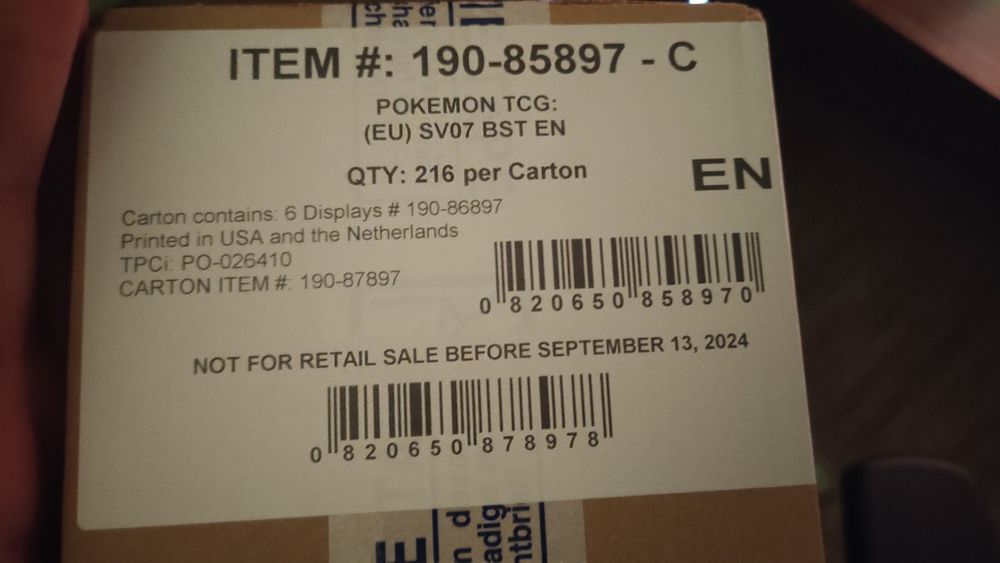 ITEM #: 190-85897 - C
POKEMON TCG:
(EU) SV07 BST EN
QTY: 216 per Carton
EN
Carton contains: 6 Displays # 190-86897
Printed in USA and the Netherlands
TPCi: PO-026410
CARTON ITEM #: 190-87897
0 820650 858970
NOT FOR RETAIL SALE BEFORE SEPTEMBER 13, 2024
0 820650 878978